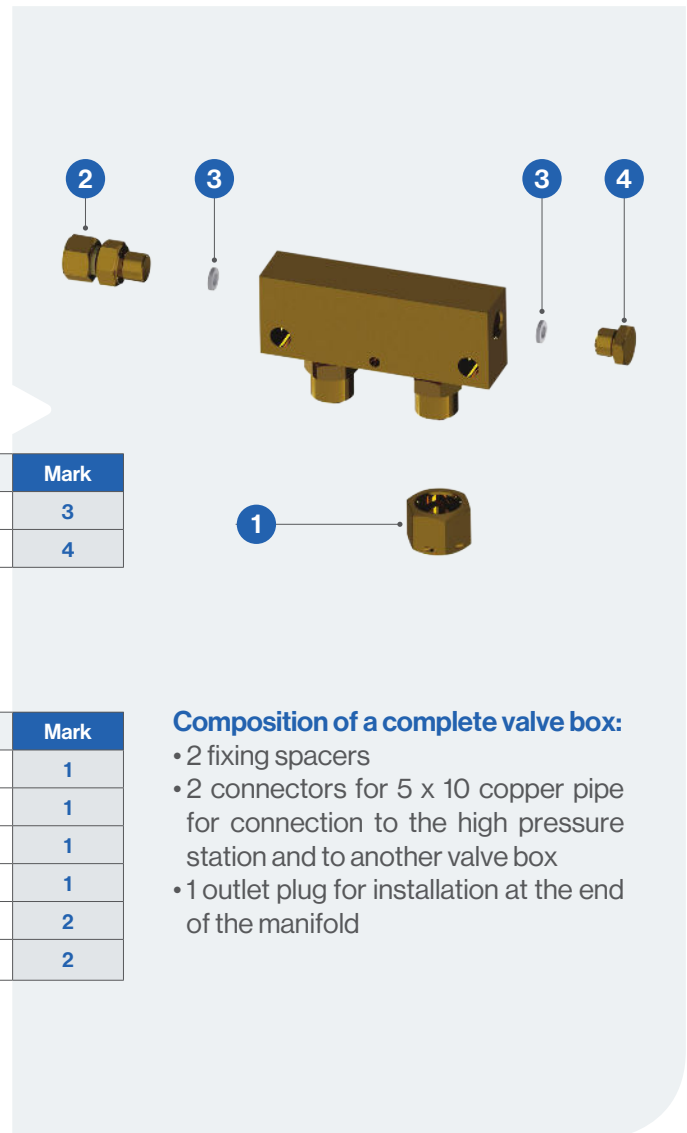 2
3
3
4
1
Mark
3
4
Mark
1
1
1
1
2
2
Composition of a complete valve box:
• 2 fixing spacers
• 2 connectors for 5 x 10 copper pipe
for connection to the high pressure
station and to another valve box
• 1 outlet plug for installation at the end
of the manifold